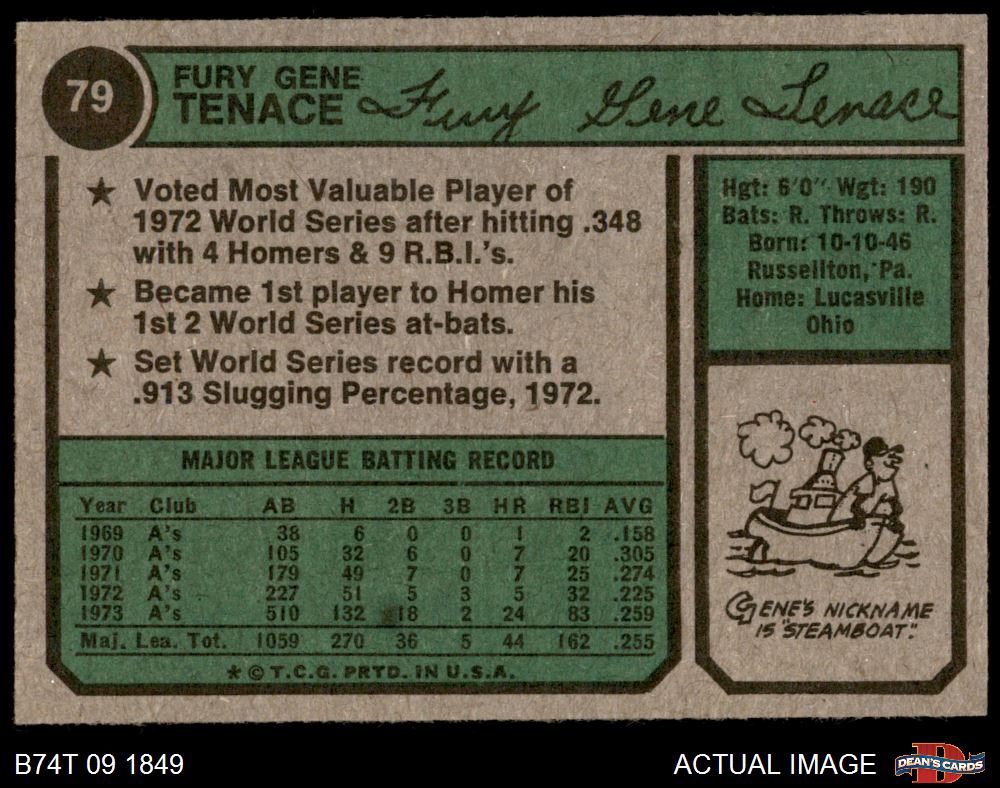 79
FURY GENE
TENACE
Fury Gene Tenace
★ Voted Most Valuable Player of
1972 World Series after hitting .348
with 4 Homers & 9 R.B.I.'s.
★ Became 1st player to Homer his
1st 2 World Series at-bats.
★ Set World Series record with a
.913 Slugging Percentage, 1972.
Hgt: 6'0" Wgt: 190
Bats: R. Throws: R.
Born: 10-10-46
Russellton, Pa.
Home: Lucasville
Ohio
MAJOR LEAGUE BATTING RECORD
Year Club AB H 2B 3B HR RBI AVG
1969 A's 38 6 0 0 1 2 .158
1970 A's 105 32 6 0 7 20 .305
1971 A's 179 49 7 0 7 25 .274
1972 A's 227 51 5 3 5 32 .225
1973 A's 510 132 18 2 24 83 .259
Maj. Lea. Tot. 1059 270 36 5 44 162 .255
* © T.C.G. PRTD. IN U.S.A.
GENE'S NICKNAME
IS "STEAMBOAT".
B74T 09 1849
ACTUAL IMAGE
DEAN'S CARDS